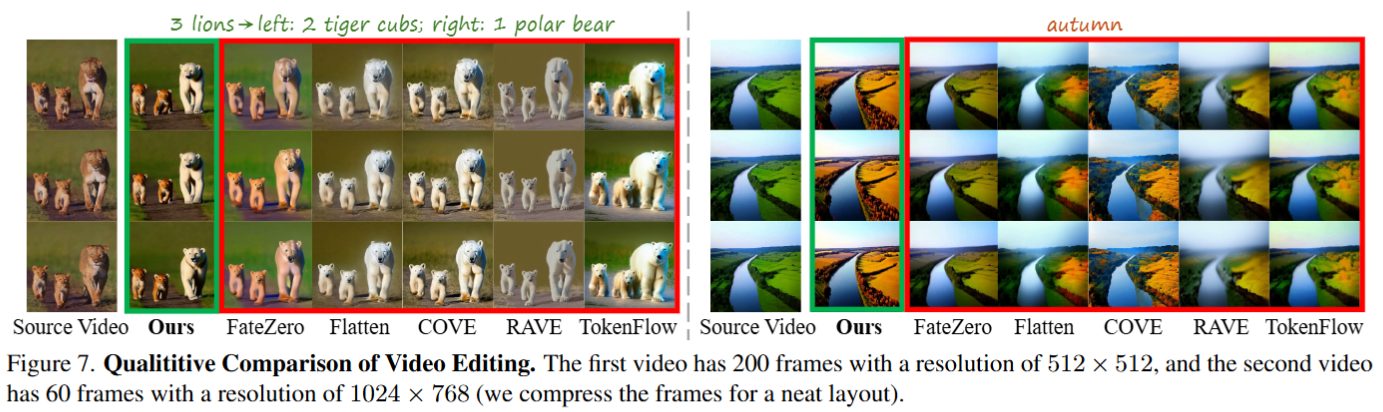 3 lions→left: 2 tiger cubs; right: 1 polar bear
autumn
Source Video Ours FateZero Flatten COVE RAVE TokenFlow
Source Video Ours FateZero Flatten COVE RAVE TokenFlow
Figure 7. Qualititive Comparison of Video Editing. The first video has 200 frames with a resolution of 512 × 512, and the second video
has 60 frames with a resolution of 1024 × 768 (we compress the frames for a neat layout).